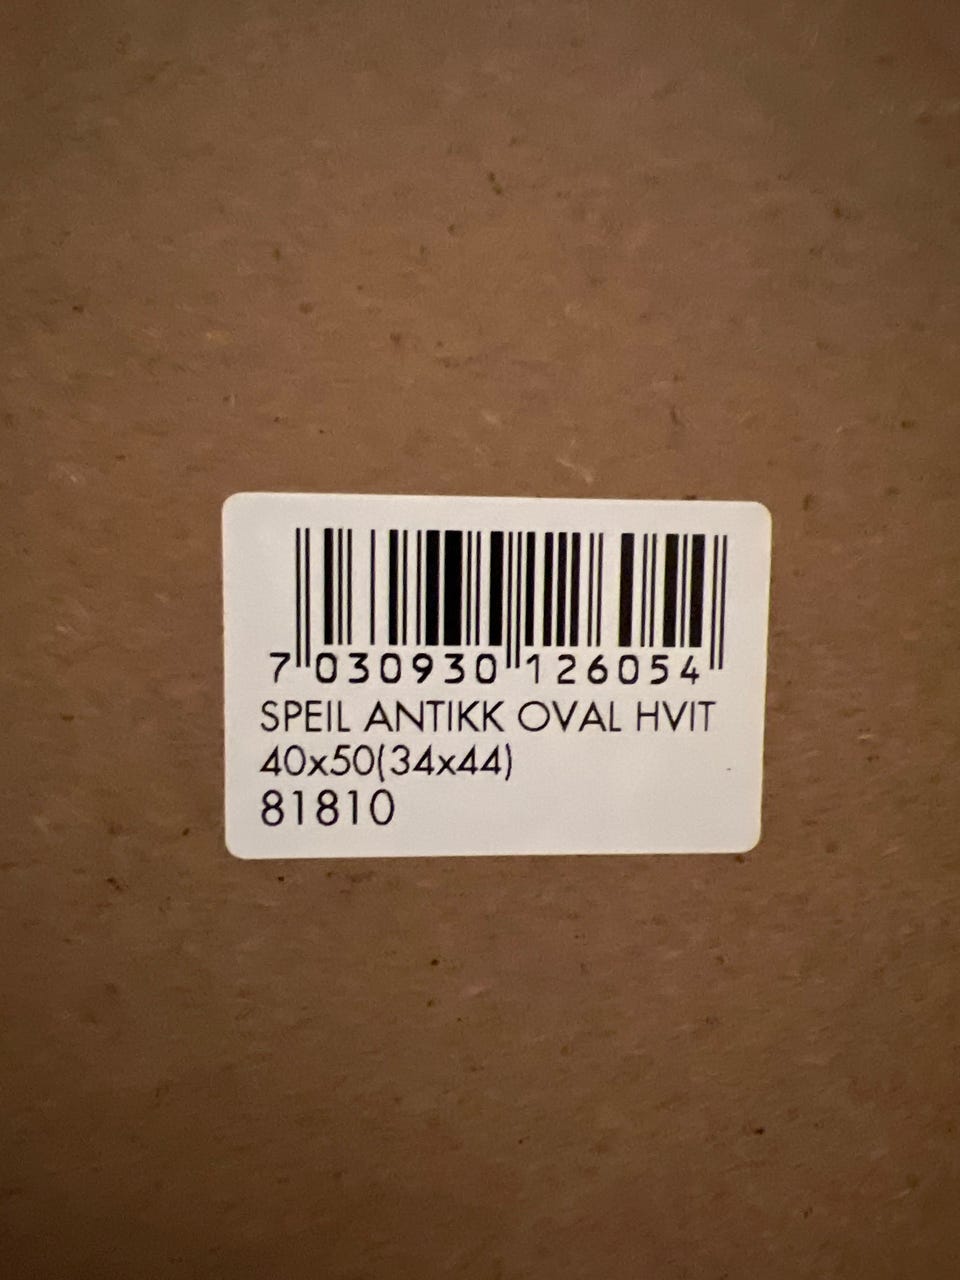 7 030930 126054
SPEIL ANTIKK OVAL HVIT
40x50(34x44)
81810